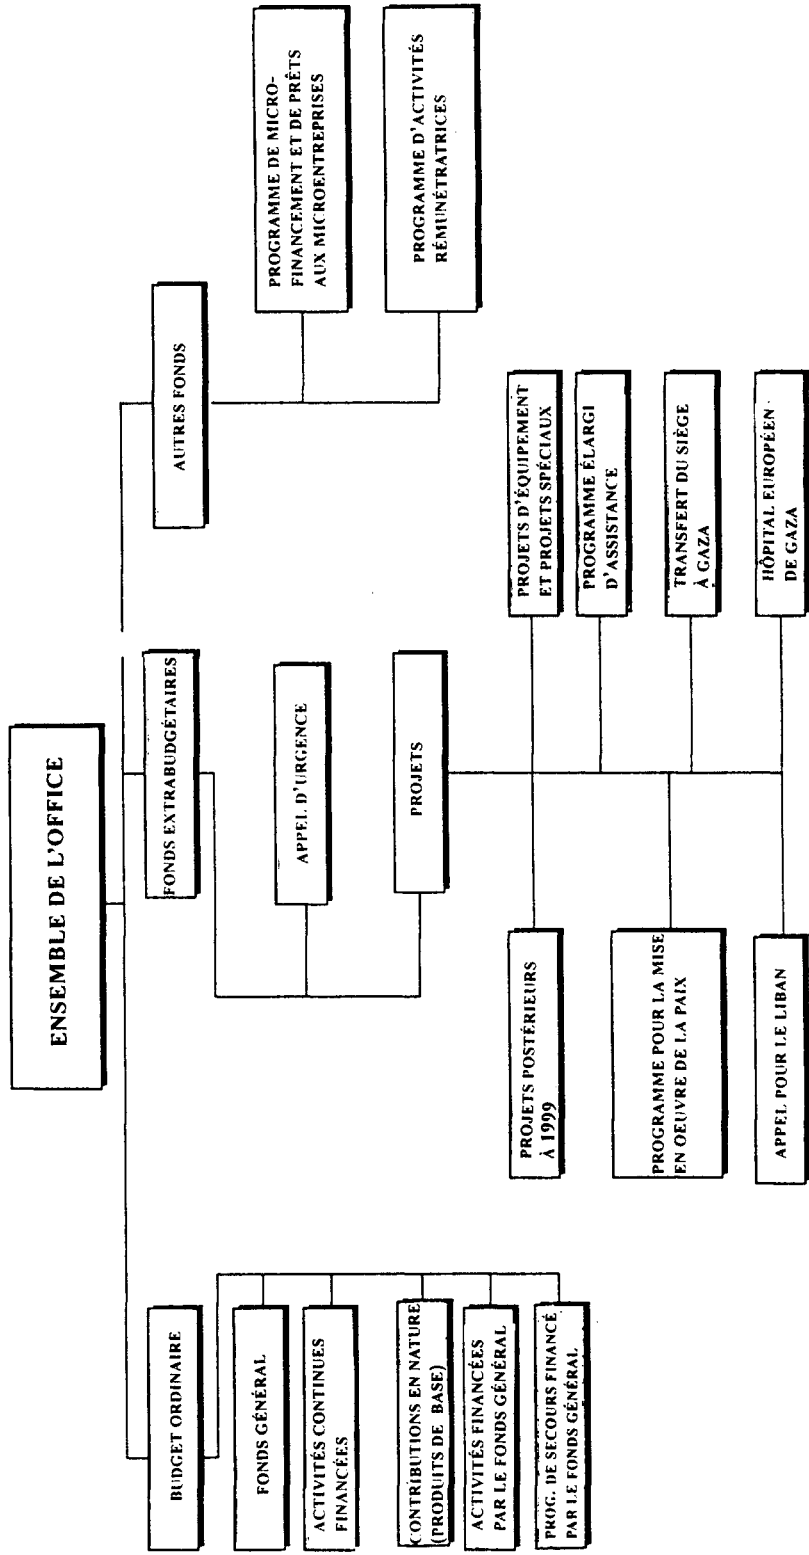 ENSEMBLE DE L'OFFICE
BUDGET ORDINAIRE
FONDS GÉNÉRAL
ACTIVITÉS CONTINUES
FINANCÉES
CONTRIBUTIONS EN NATURE
(PRODUITS DE BASE)
ACTIVITÉS FINANCÉES
PAR LE FONDS GÉNÉRAL
PROG. DE SECOURS FINANCÉ
PAR LE FONDS GÉNÉRAL
FONDS EXTRABUDGÉTAIRES
APPEL D'URGENCE
PROJETS
PROJETS POSTÉRIEURS
À 1999
PROGRAMME POUR LA MISE
EN OEUVRE DE LA PAIX
APPEL POUR LE LIBAN
PROJETS D'ÉQUIPEMENT
ET PROJETS SPÉCIAUX
PROGRAMME ÉLARGI
D'ASSISTANCE
TRANSFERT DU SIÈGE
À GAZA
HÔPITAL EUROPÉEN
DE GAZA
AUTRES FONDS
PROGRAMME DE MICRO-
FINANCEMENT ET DE PRÊTS
AUX MICROENTREPRISES
PROGRAMME D'ACTIVITÉS
RÉMUNÉTRATRICES